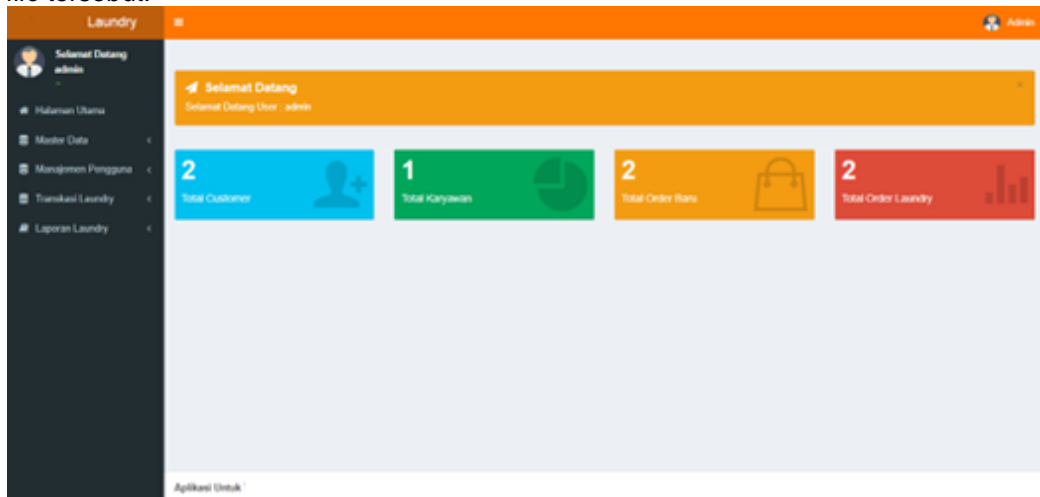 Laundry
Admin
Selamat Datang
admin
Selamat Datang
Selamat Datang User : admin
×
Halaman Utama
Master Data
Manajemen Pengguna
Transkasi Laundry
Laporan Laundry
2
Total Customer
1
Total Karyawan
2
Total Order Baru
2
Total Order Laundry
Aplikasi Untuk